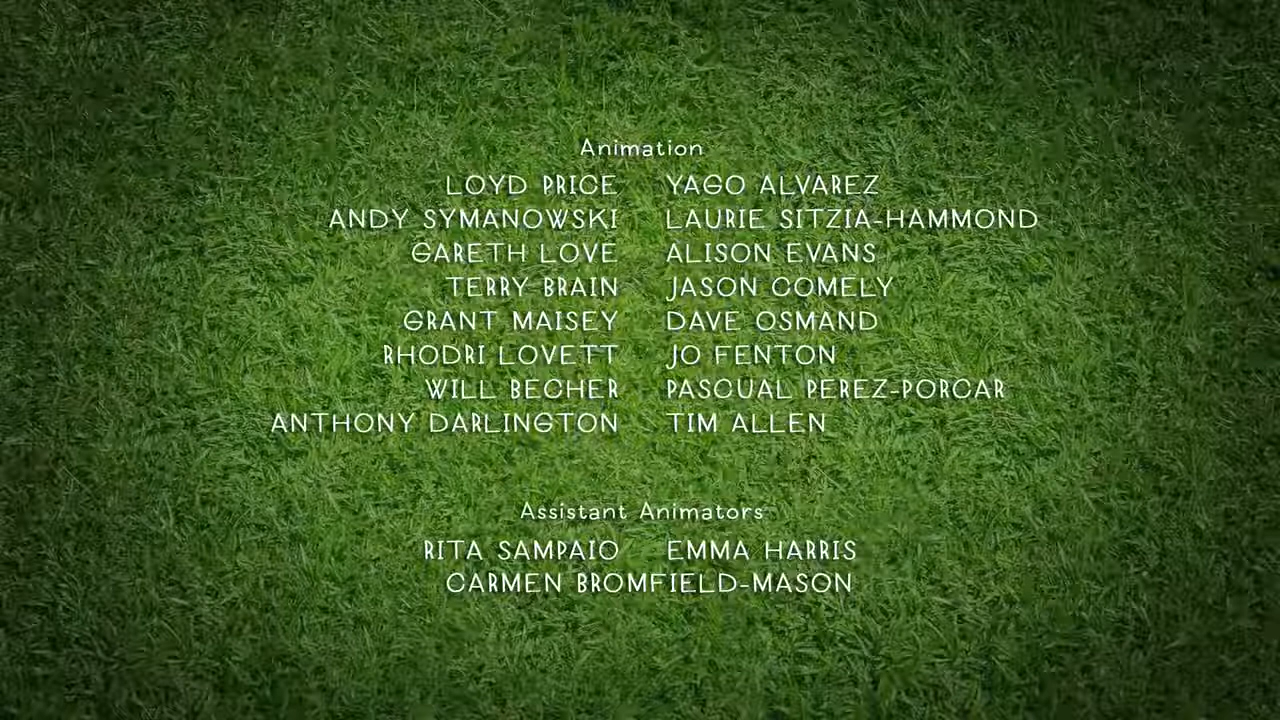 Animation
LOYD PRICE YAGO ALVAREZ
ANDY SYMANOWSKI LAURIE SITZIA-HAMMOND
GARETH LOVE ALISON EVANS
TERRY BRAIN JASON COMELY
GRANT MAISEY DAVE OSMAND
RHODRI LOVETT JO FENTON
WILL BECHER PASCUAL PEREZ-PORCAR
ANTHONY DARLINGTON TIM ALLEN
Assistant Animators
RITA SAMPAIO EMMA HARRIS
CARMEN BROMFIELD-MASON